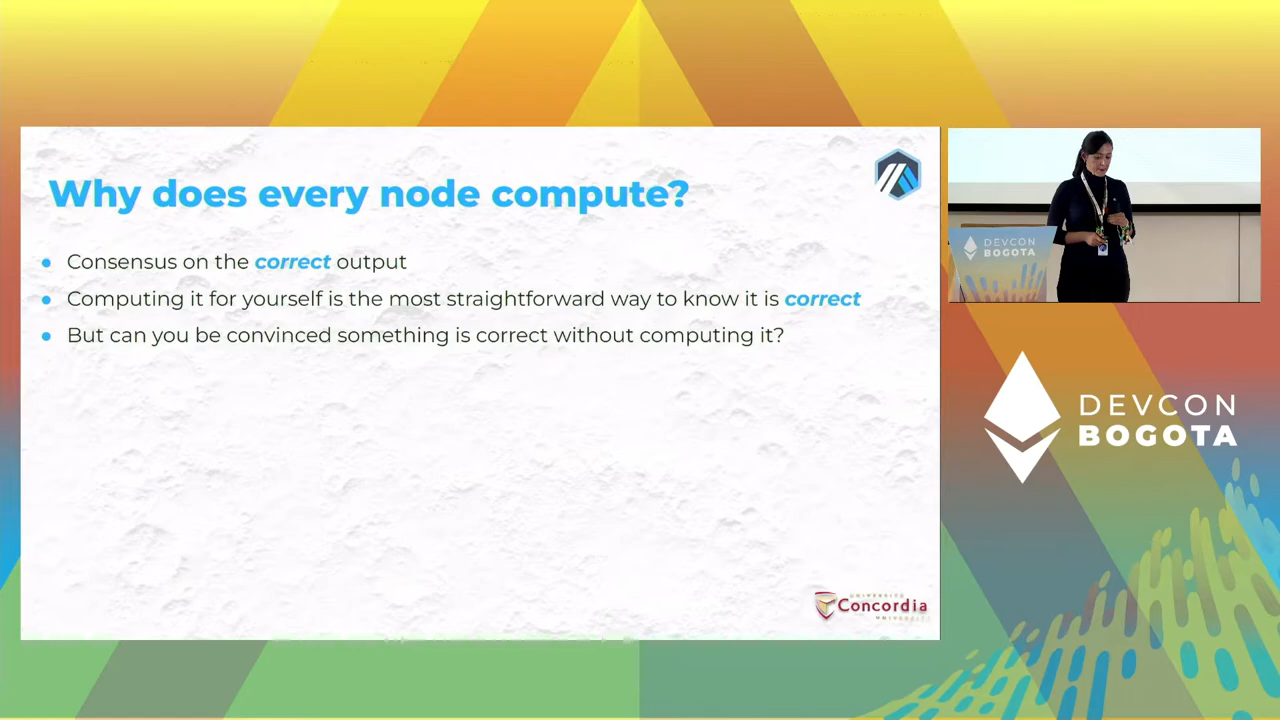 Why does every node compute?
Consensus on the correct output
Computing it for yourself is the most straightforward way to know it is correct
But can you be convinced something is correct without computing it?
UNIVERSITÉ
Concordia
UNIVERSITY
DEVCON
BOGOTA
DEVCON
BOGOTA